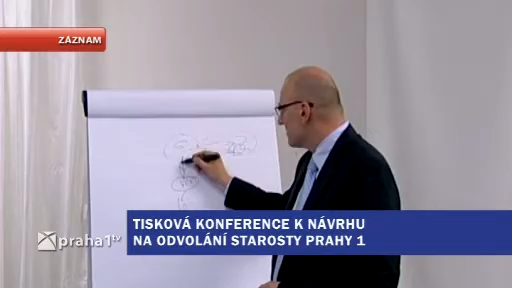 ZÁZNAM
TISKOVÁ KONFERENCE K NÁVRHU
NA ODVOLÁNÍ STAROSTY PRAHY 1
praha1tv